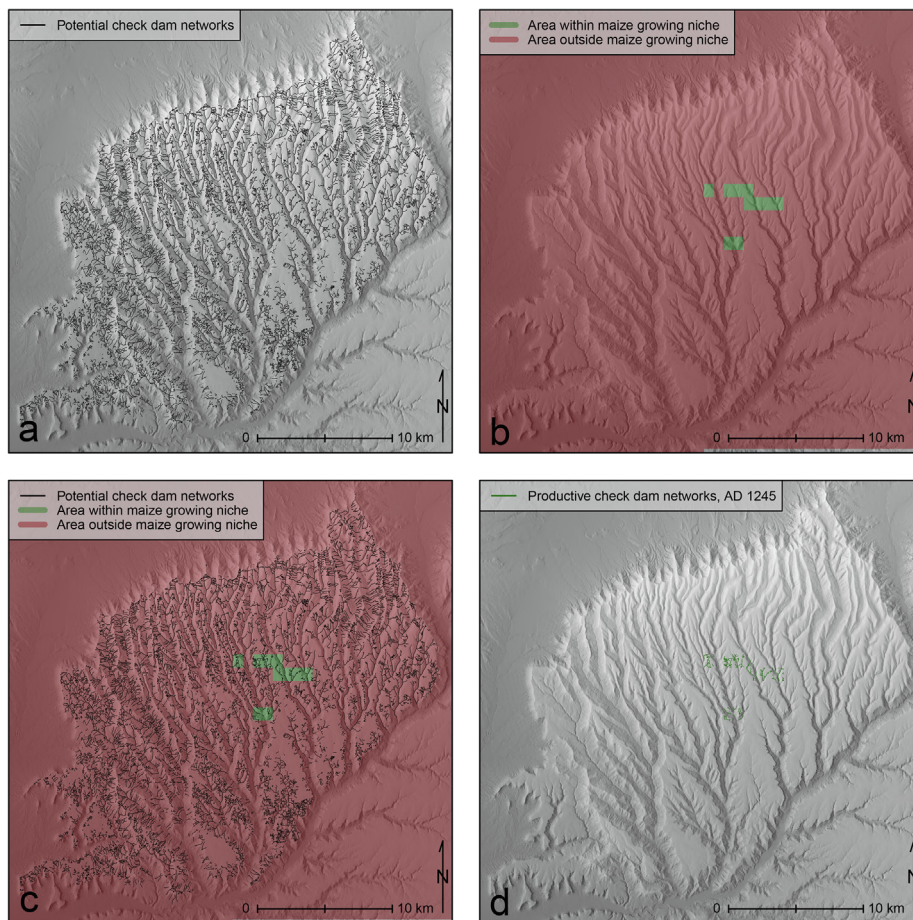 Potential check dam networks
a
N
0 10 km
Area within maize growing niche
Area outside maize growing niche
b
N
0 10 km
Potential check dam networks
Area within maize growing niche
Area outside maize growing niche
c
N
0 10 km
Productive check dam networks, AD 1245
d
N
0 10 km